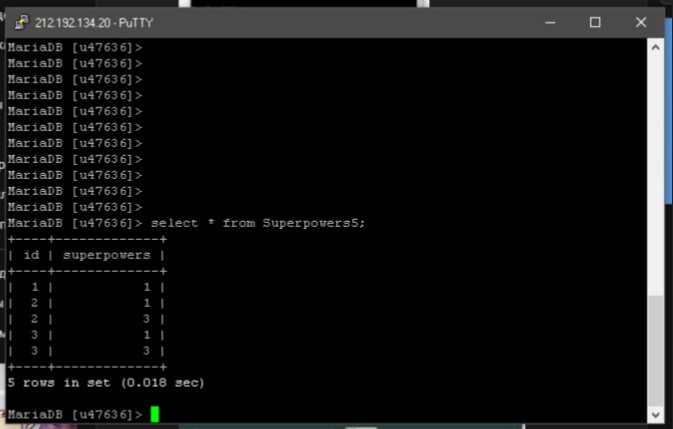 212.192.134.20 - PuTTY
MariaDB [u47636]>
MariaDB [u47636]>
MariaDB [u47636]>
MariaDB [u47636]>
MariaDB [u47636]>
MariaDB [u47636]>
MariaDB [u47636]>
MariaDB [u47636]>
MariaDB [u47636]>
MariaDB [u47636]>
MariaDB [u47636]>
MariaDB [u47636]> select * from Superpowers5;
+----+-------------+
| id | superpowers |
+----+-------------+
| 1 | 1 |
| 2 | 1 |
| 2 | 3 |
| 3 | 1 |
| 3 | 3 |
+----+-------------+
5 rows in set (0.018 sec)
MariaDB [u47636]>